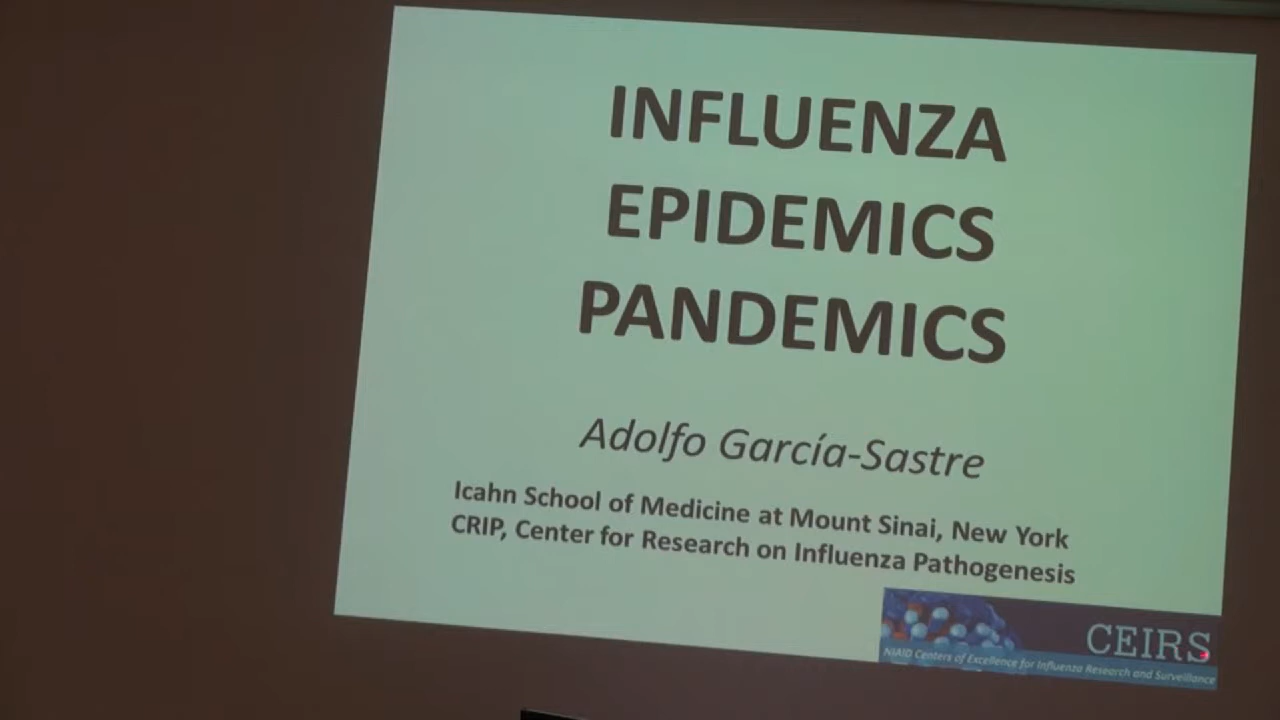 INFLUENZA
EPIDEMICS
PANDEMICS
Adolfo García-Sastre
Icahn School of Medicine at Mount Sinai, New York
CRIP, Center for Research on Influenza Pathogenesis
CEIRS
NIAID Centers of Excellence for Influenza Research and Surveillance